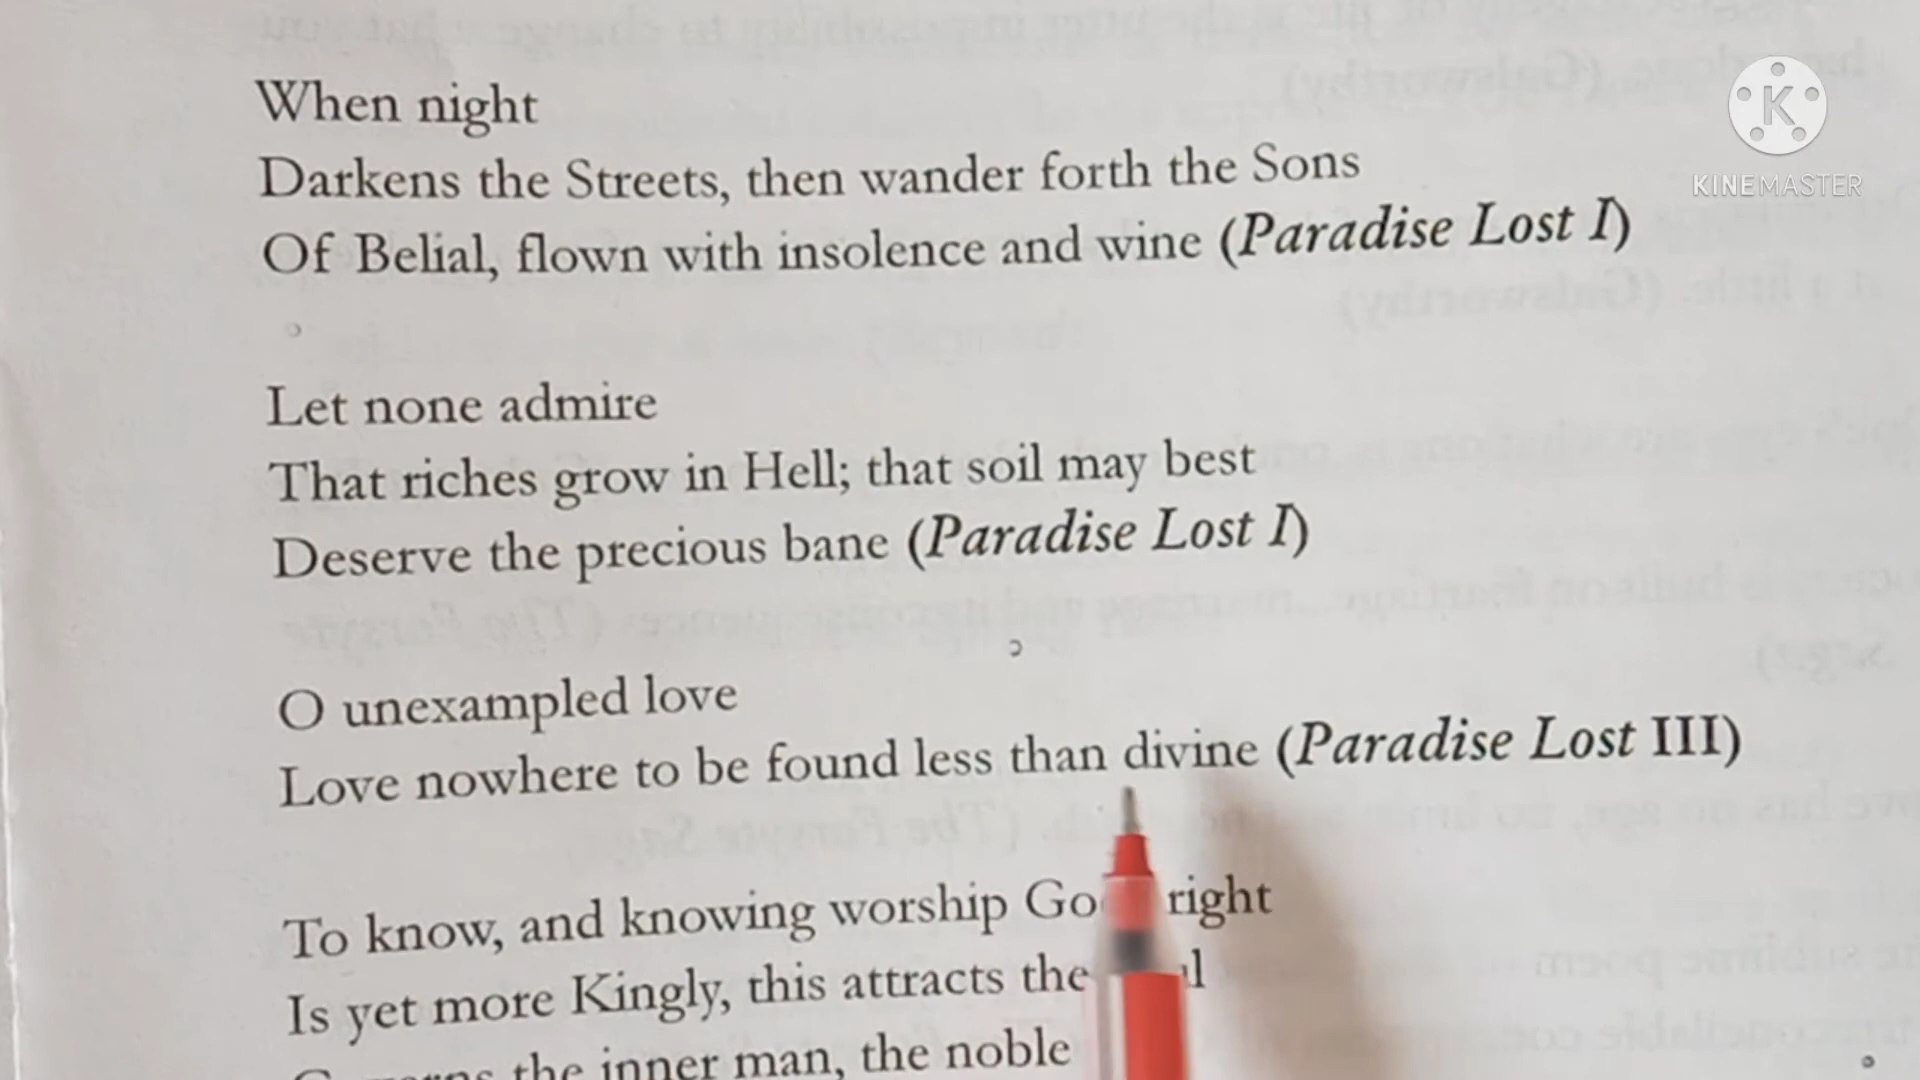 When night
Darkens the Streets, then wander forth the Sons
Of Belial, flown with insolence and wine (Paradise Lost I)
K
KINEMASTER
Let none admire
That riches grow in Hell; that soil may best
Deserve the precious bane (Paradise Lost I)
O unexampled love
Love nowhere to be found less than divine (Paradise Lost III)
To know, and knowing worship right
Is yet more Kingly, this attracts the
the inner man, the noble